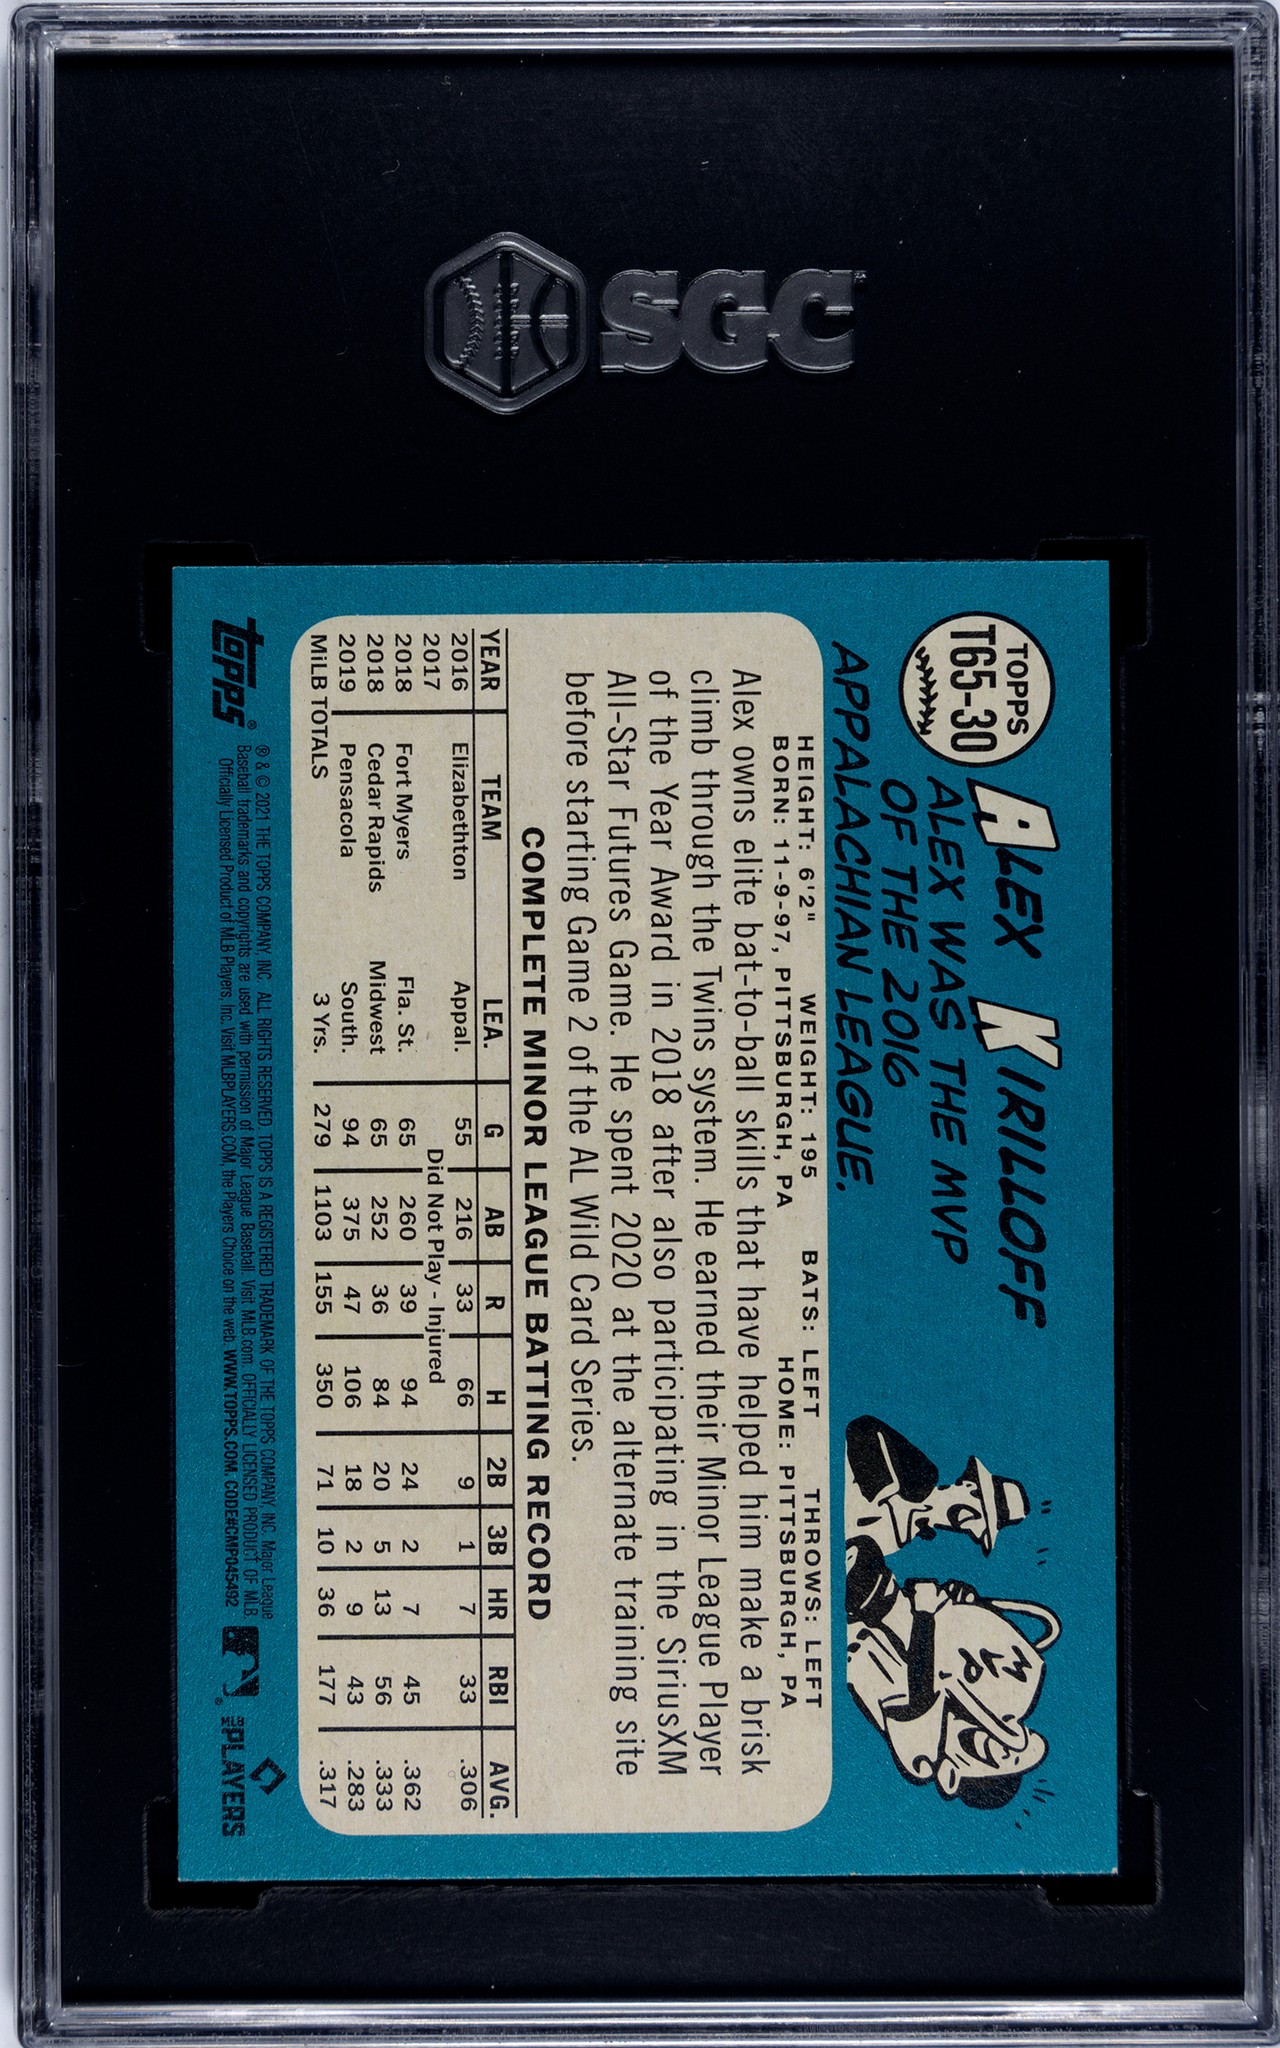 SGC
TOPPS
T65-30
ALEX KIRILLOFF
ALEX WAS THE MVP
OF THE 2016
APPALACHIAN LEAGUE.
HEIGHT: 6'2" WEIGHT: 195 BATS: LEFT THROWS: LEFT
BORN: 11-9-97, PITTSBURGH, PA HOME: PITTSBURGH, PA
Alex owns elite bat-to-ball skills that have helped him make a brisk
climb through the Twins system. He earned their Minor League Player
of the Year Award in 2018 after also participating in the SiriusXM
All-Star Futures Game. He spent 2020 at the alternate training site
before starting Game 2 of the AL Wild Card Series.
COMPLETE MINOR LEAGUE BATTING RECORD
YEAR TEAM LEA. G AB R H 2B 3B HR RBI AVG.
2016 Elizabethton Appal. 55 216 33 66 9 1 7 33 .306
2017 Did Not Play - Injured
2018 Fort Myers Fla. St. 65 260 39 94 24 2 7 45 .362
2018 Cedar Rapids Midwest 65 252 36 84 20 5 13 56 .333
2019 Pensacola South. 94 375 47 106 18 2 9 43 .283
MiLB TOTALS 3 Yrs. 279 1103 155 350 71 10 36 177 .317
topps®
® & © 2021 THE TOPPS COMPANY, INC. ALL RIGHTS RESERVED. TOPPS IS A REGISTERED TRADEMARK OF THE TOPPS COMPANY, INC. Major League
Baseball trademarks and copyrights are used with permission of Major League Baseball. Visit MLB.com. OFFICIALLY LICENSED PRODUCT OF MLB
Officially Licensed Product of MLB Players, Inc. Visit MLBPLAYERS.COM, the Players Choice on the web. WWW.TOPPS.COM. CODE#CMP045492
MLB PLAYERS